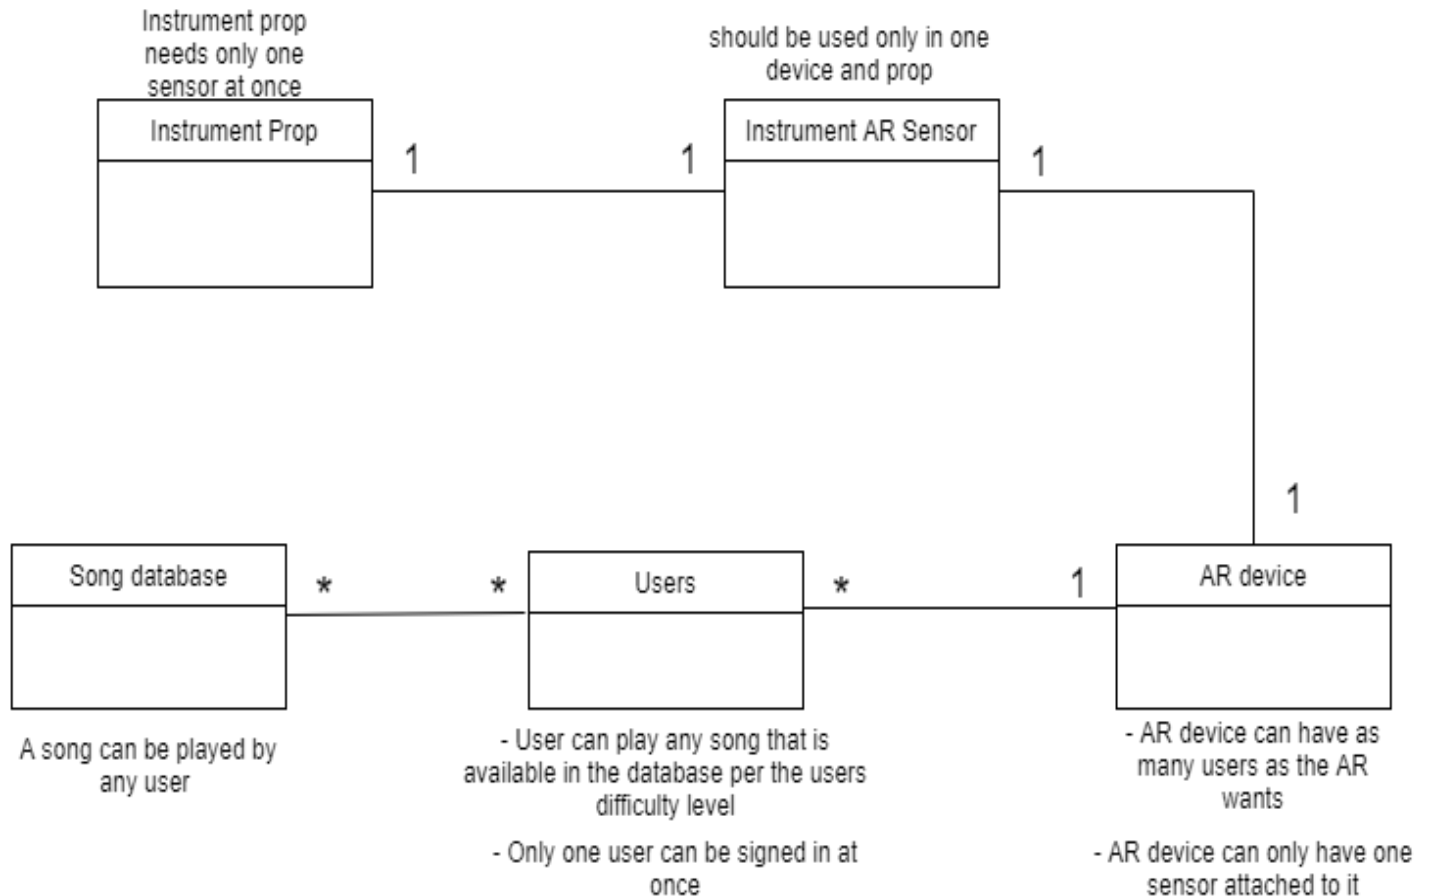 Instrument prop
needs only one
sensor at once
should be used only in one
device and prop
Instrument Prop
1
1
Instrument AR Sensor
1
1
Song database
*
*
Users
*
1
AR device
A song can be played by
any user
- User can play any song that is
available in the database per the users
difficulty level
- Only one user can be signed in at
once
- AR device can have as
many users as the AR
wants
- AR device can only have one
sensor attached to it